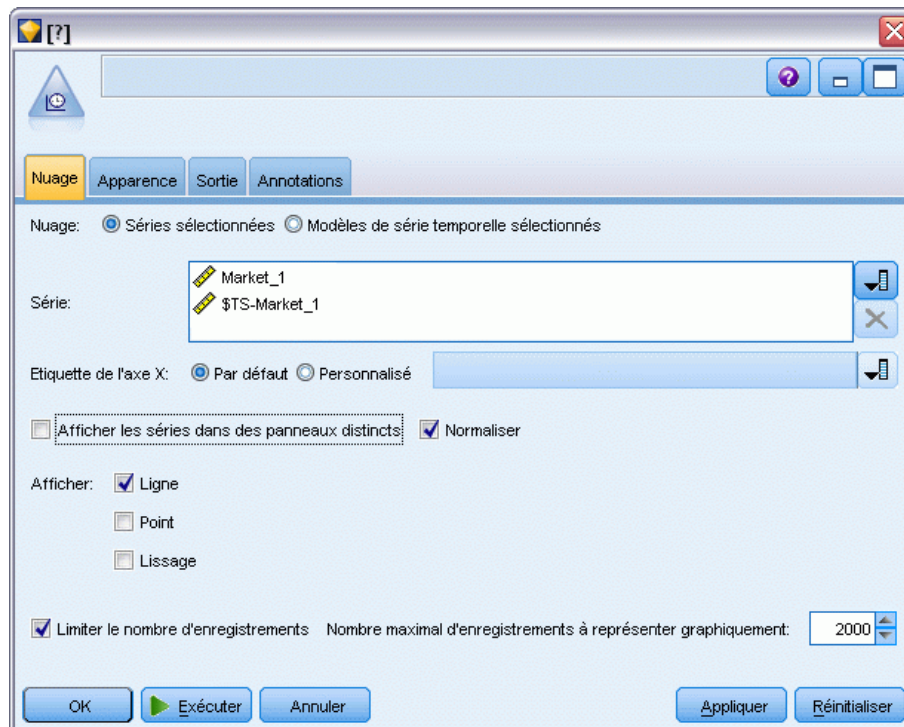 [?]
Nuage Apparence Sortie Annotations
Nuage: Séries sélectionnées Modèles de série temporelle sélectionnés
Série:
Market_1
$TS-Market_1
Etiquette de l'axe X: Par défaut Personnalisé
Afficher les séries dans des panneaux distincts Normaliser
Afficher: Ligne
Point
Lissage
Limiter le nombre d'enregistrements Nombre maximal d'enregistrements à représenter graphiquement: 2000
OK Exécuter Annuler Appliquer Réinitialiser